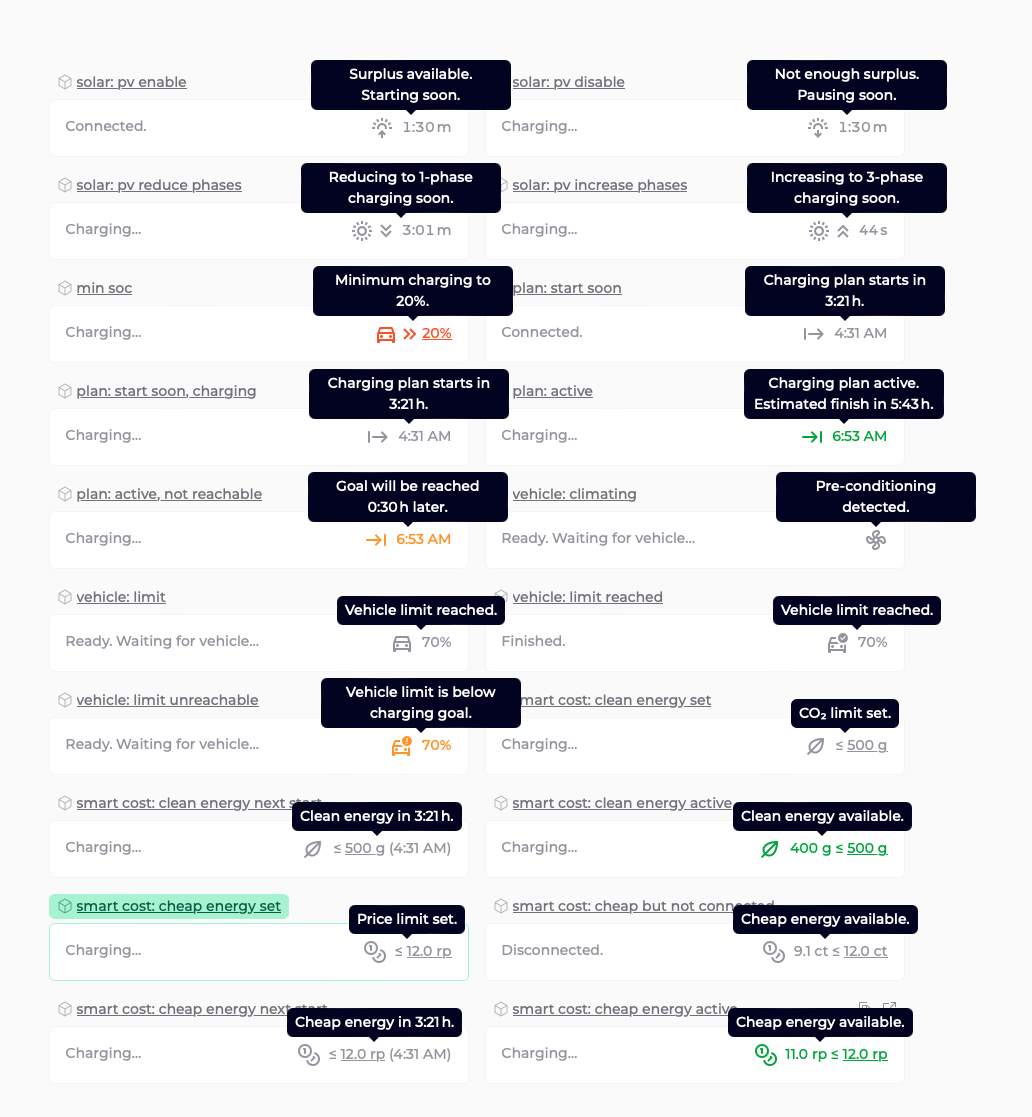 solar: pv enable
Surplus available.
Starting soon.
Connected.
1:30 m
solar: pv disable
Not enough surplus.
Pausing soon.
Charging...
1:30 m
solar: pv reduce phases
Reducing to 1-phase
charging soon.
Charging...
3:01 m
solar: pv increase phases
Increasing to 3-phase
charging soon.
Charging...
44 s
min soc
Minimum charging to
20%.
Charging...
20%
plan: start soon
Charging plan starts in
3:21 h.
Connected.
4:31 AM
plan: start soon, charging
Charging plan starts in
3:21 h.
Charging...
4:31 AM
plan: active
Charging plan active.
Estimated finish in 5:43 h.
Charging...
6:53 AM
plan: active, not reachable
Goal will be reached
0:30 h later.
Charging...
6:53 AM
vehicle: climating
Pre-conditioning
detected.
Ready. Waiting for vehicle...
vehicle: limit
Vehicle limit reached.
Ready. Waiting for vehicle...
70%
vehicle: limit reached
Vehicle limit reached.
Finished.
70%
vehicle: limit unreachable
Vehicle limit is below
charging goal.
Ready. Waiting for vehicle...
70%
smart cost: clean energy set
CO₂ limit set.
Charging...
≤ 500 g
smart cost: clean energy next start
Clean energy in 3:21 h.
Charging...
≤ 500 g (4:31 AM)
smart cost: clean energy active
Clean energy available.
Charging...
400 g ≤ 500 g
smart cost: cheap energy set
Price limit set.
Charging...
≤ 12.0 rp
smart cost: cheap but not connected
Cheap energy available.
Disconnected.
9.1 ct ≤ 12.0 ct
smart cost: cheap energy next start
Cheap energy in 3:21 h.
Charging...
≤ 12.0 rp (4:31 AM)
smart cost: cheap energy active
Cheap energy available.
Charging...
11.0 rp ≤ 12.0 rp